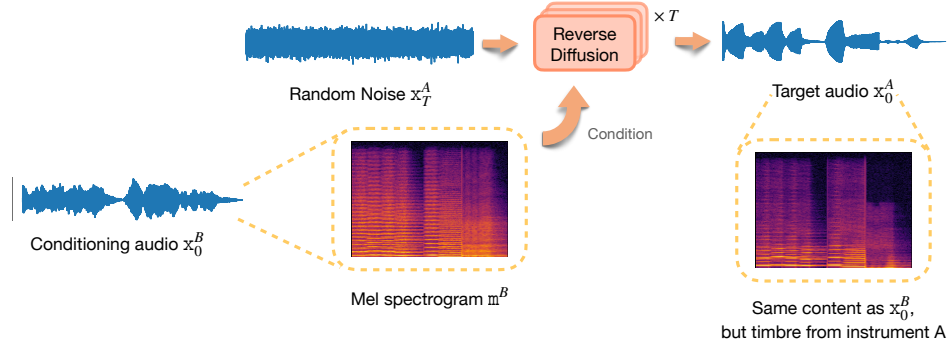 Random Noise x_T^A
Reverse
Diffusion
× T
Target audio x_0^A
Condition
Conditioning audio x_0^B
Mel spectrogram m^B
Same content as x_0^B,
but timbre from instrument A